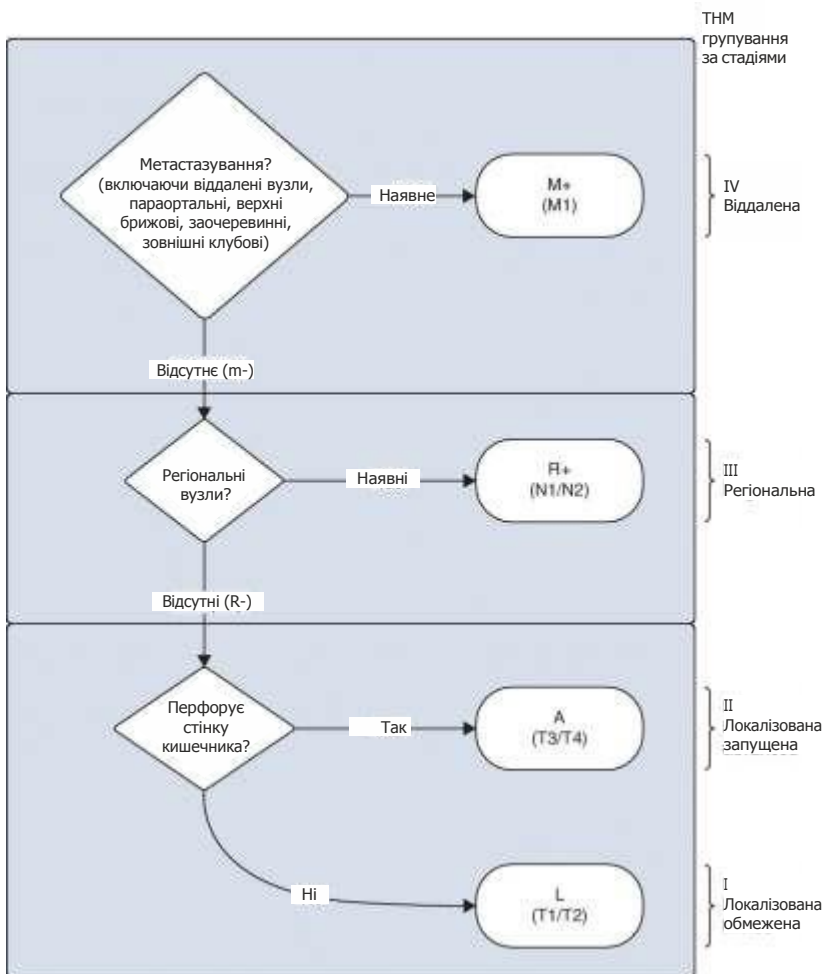 ТНМ
групування
за стадіями
Метастазування?
(включаючи віддалені вузли,
параортальні, верхні
брижові, заочеревинні,
зовнішні клубові)
Наявне
M+
(M1)
IV
Віддалена
Відсутнє (m-)
Регіональні
вузли?
Наявні
R+
(N1/N2)
III
Регіональна
Відсутні (R-)
Перфорує
стінку
кишечника?
Так
A
(T3/T4)
II
Локалізована
запущена
Ні
L
(T1/T2)
I
Локалізована
обмежена